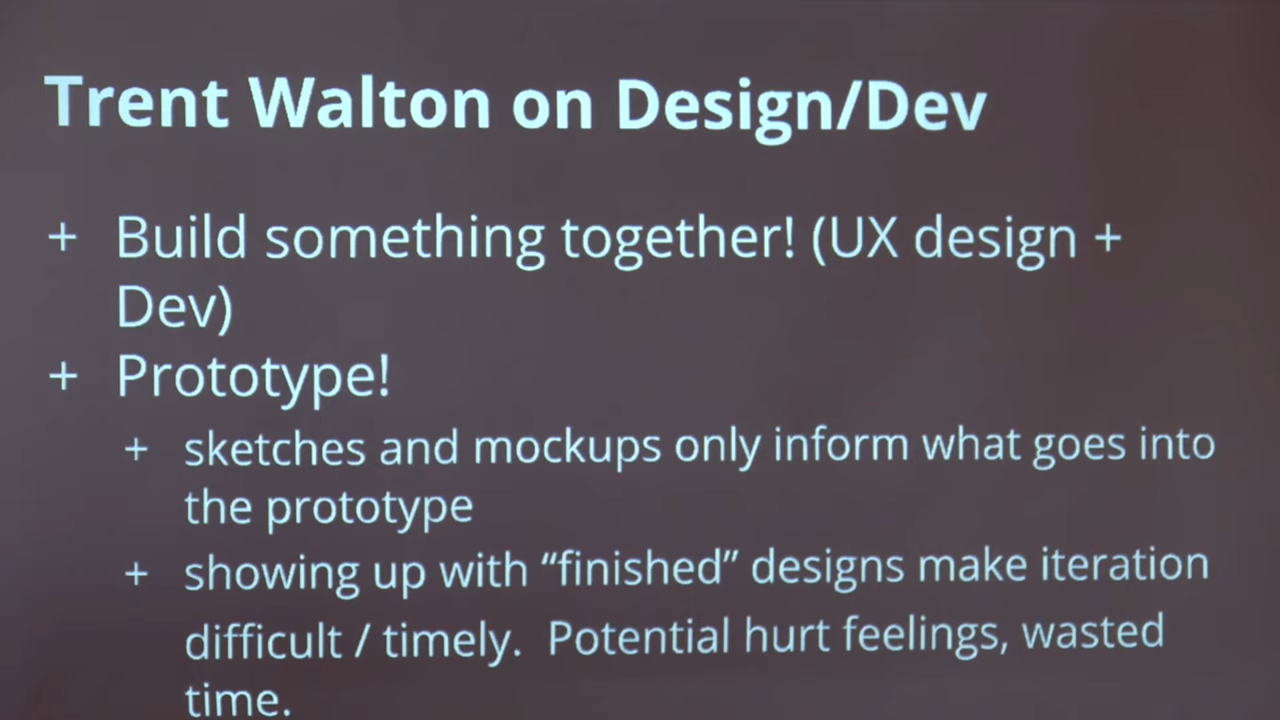 Trent Walton on Design/Dev
+ Build something together! (UX design +
Dev)
+ Prototype!
+ sketches and mockups only inform what goes into
the prototype
+ showing up with “finished” designs make iteration
difficult / timely.  Potential hurt feelings, wasted
time.